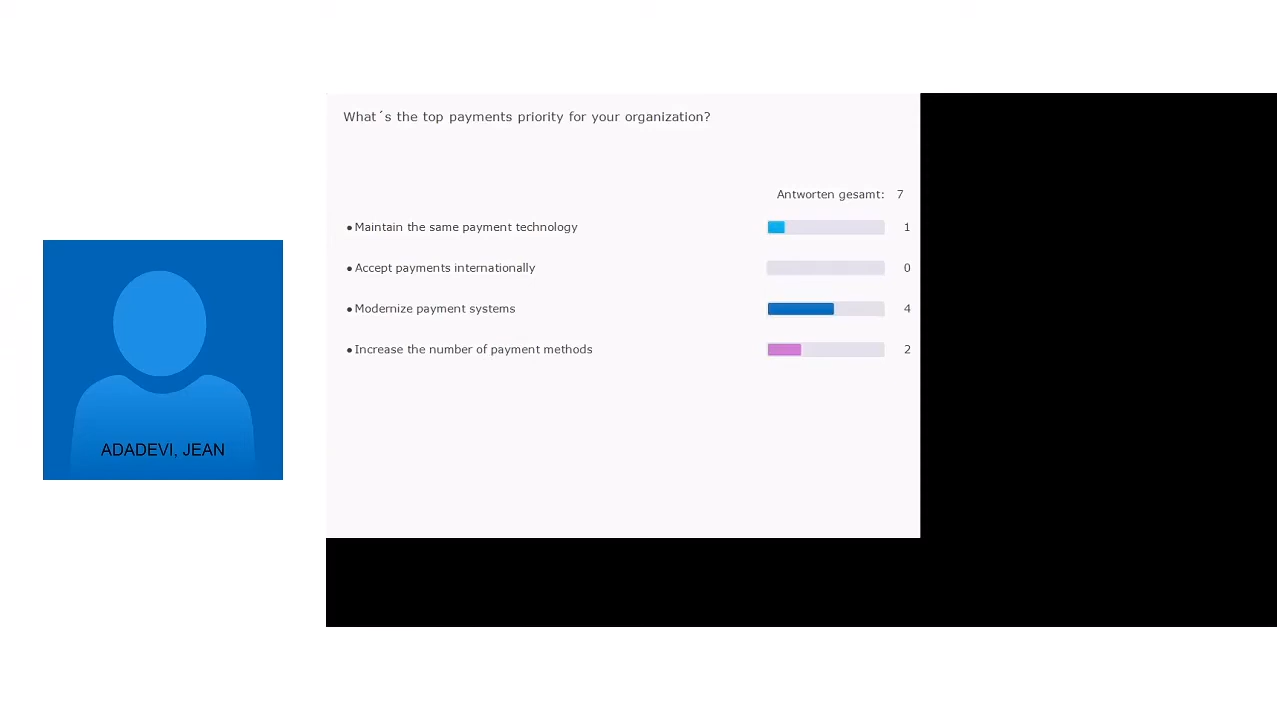 What´s the top payments priority for your organization?
Antworten gesamt: 7
• Maintain the same payment technology 1
• Accept payments internationally 0
• Modernize payment systems 4
• Increase the number of payment methods 2
ADADEVI, JEAN